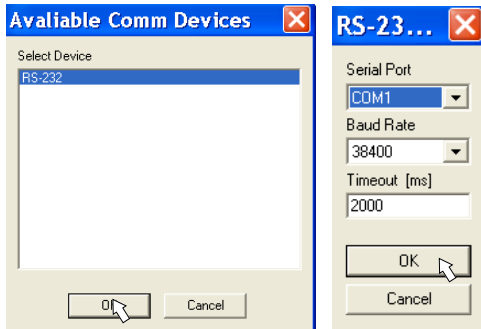 Avaliable Comm Devices
Select Device
RS-232
OK
Cancel
RS-23...
Serial Port
COM1
Baud Rate
38400
Timeout [ms]
2000
OK
Cancel